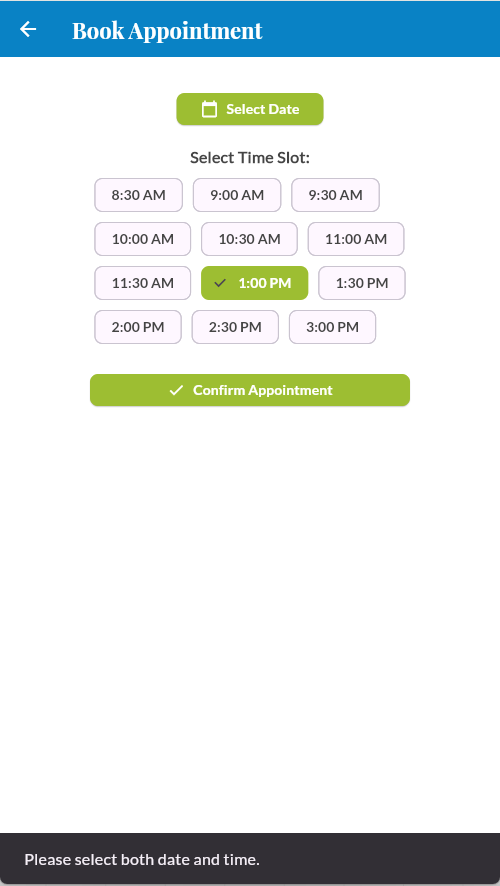 Book Appointment
Select Date
Select Time Slot:
8:30 AM 9:00 AM 9:30 AM
10:00 AM 10:30 AM 11:00 AM
11:30 AM 1:00 PM 1:30 PM
2:00 PM 2:30 PM 3:00 PM
Confirm Appointment
Please select both date and time.